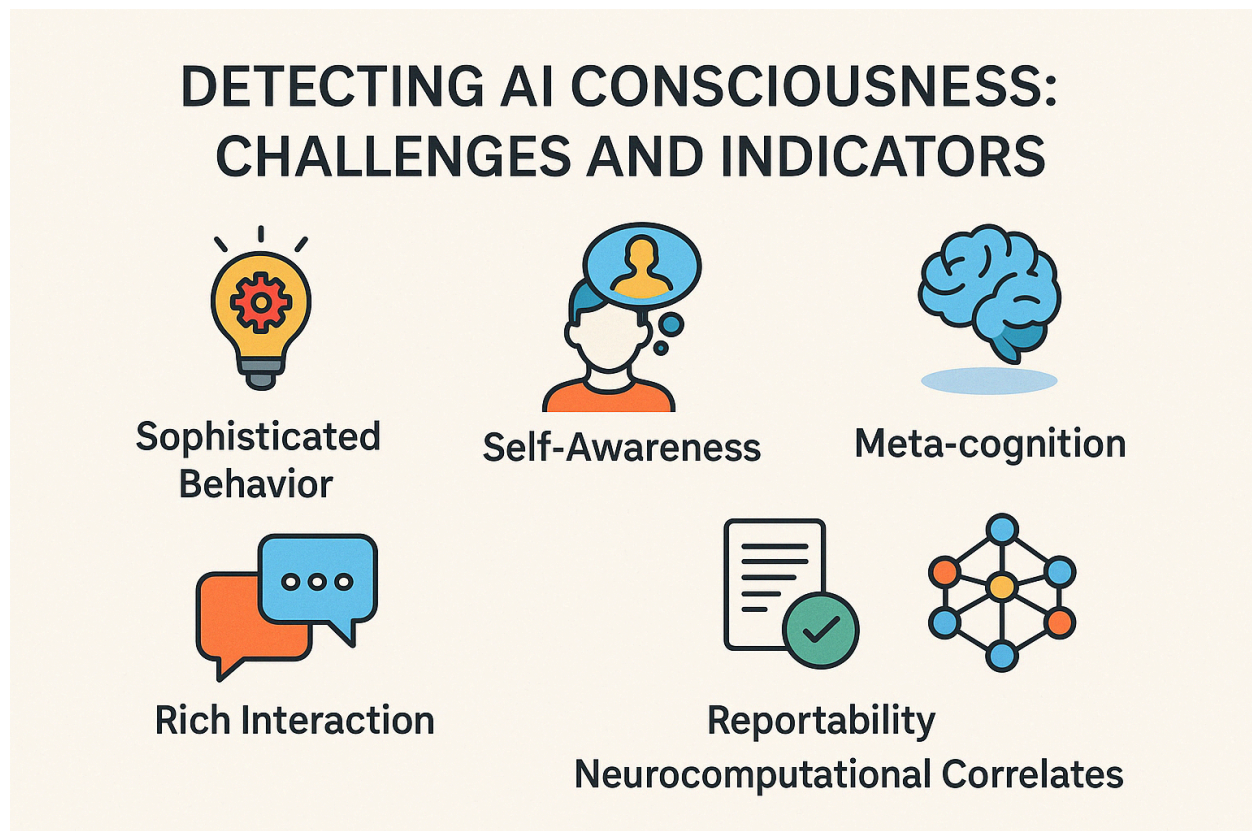 DETECTING AI CONSCIOUSNESS:
CHALLENGES AND INDICATORS
Sophisticated
Behavior
Self-Awareness
Meta-cognition
Rich Interaction
Reportability
Neurocomputational Correlates